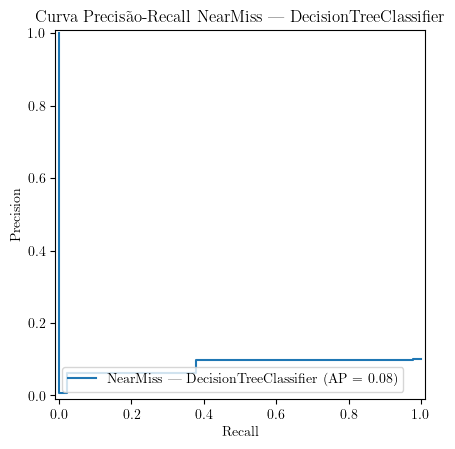 Curva Precisão-Recall NearMiss — DecisionTreeClassifier
1.0
0.8
0.6
0.4
0.2
0.0
Precision
NearMiss — DecisionTreeClassifier (AP = 0.08)
0.0 0.2 0.4 0.6 0.8 1.0
Recall